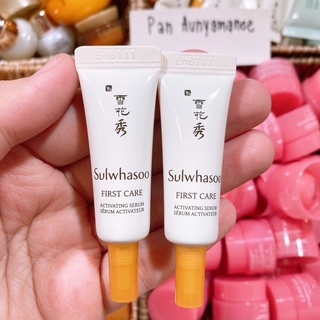 Pan Aunyamanee
雪
花
秀
Sulwhasoo
FIRST CARE
ACTIVATING SERUM
SÉRUM ACTIVATEUR
雪
花
秀
Sulwhasoo
FIRST CARE
ACTIVATING SERUM
SÉRUM ACTIVATEUR